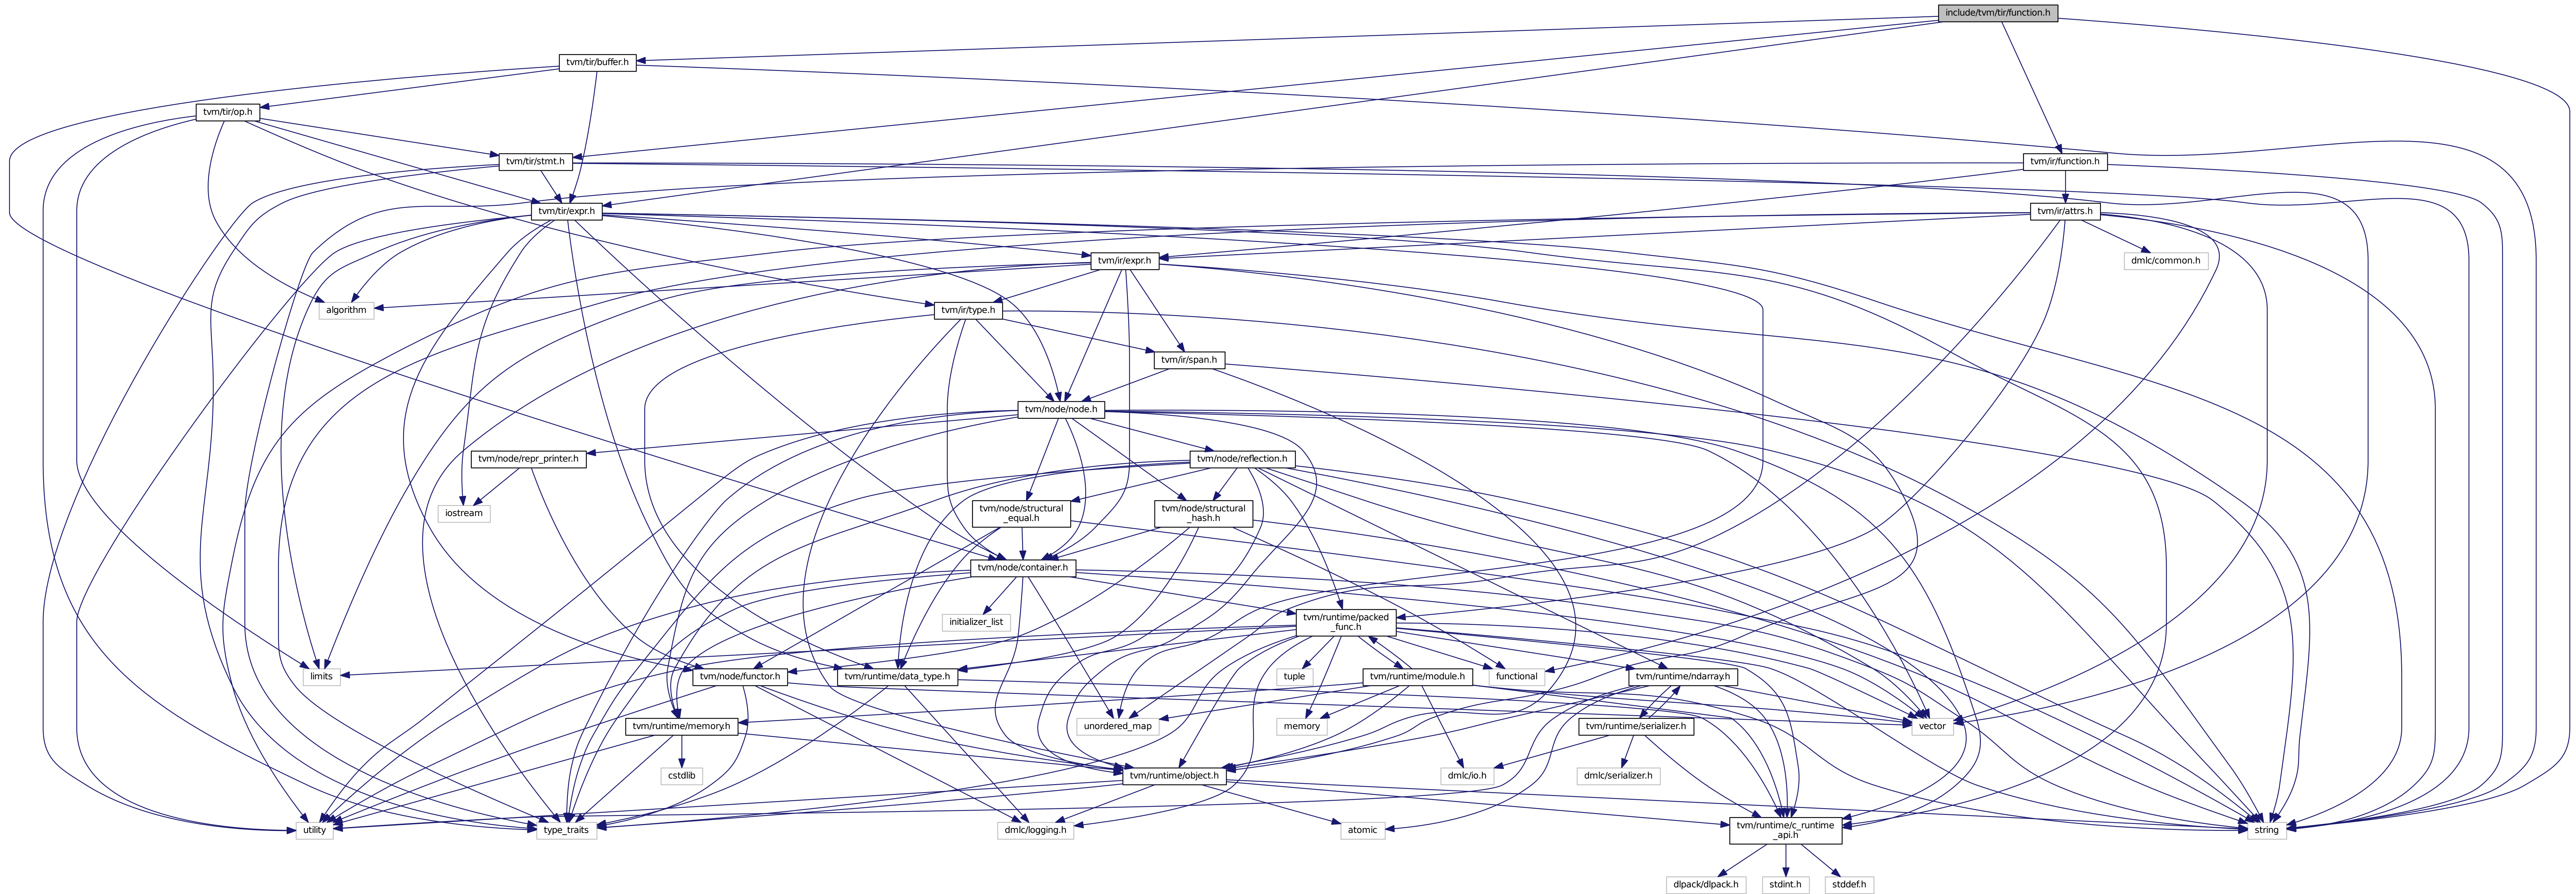 include/tvm/tir/function.h
tvm/tir/buffer.h
tvm/tir/op.h
tvm/tir/stmt.h
tvm/ir/function.h
tvm/tir/expr.h
tvm/ir/attrs.h
tvm/ir/expr.h
dmlc/common.h
algorithm
tvm/ir/type.h
tvm/ir/span.h
tvm/node/node.h
tvm/node/repr_printer.h
tvm/node/reflection.h
iostream
tvm/node/structural
_equal.h
tvm/node/structural
_hash.h
tvm/node/container.h
initializer_list
tvm/runtime/packed
_func.h
limits
tvm/node/functor.h
tvm/runtime/data_type.h
tuple
tvm/runtime/module.h
functional
tvm/runtime/ndarray.h
tvm/runtime/memory.h
unordered_map
memory
tvm/runtime/serializer.h
vector
cstdlib
tvm/runtime/object.h
dmlc/io.h
dmlc/serializer.h
utility
type_traits
dmlc/logging.h
atomic
tvm/runtime/c_runtime
_api.h
string
dlpack/dlpack.h
stdint.h
stddef.h